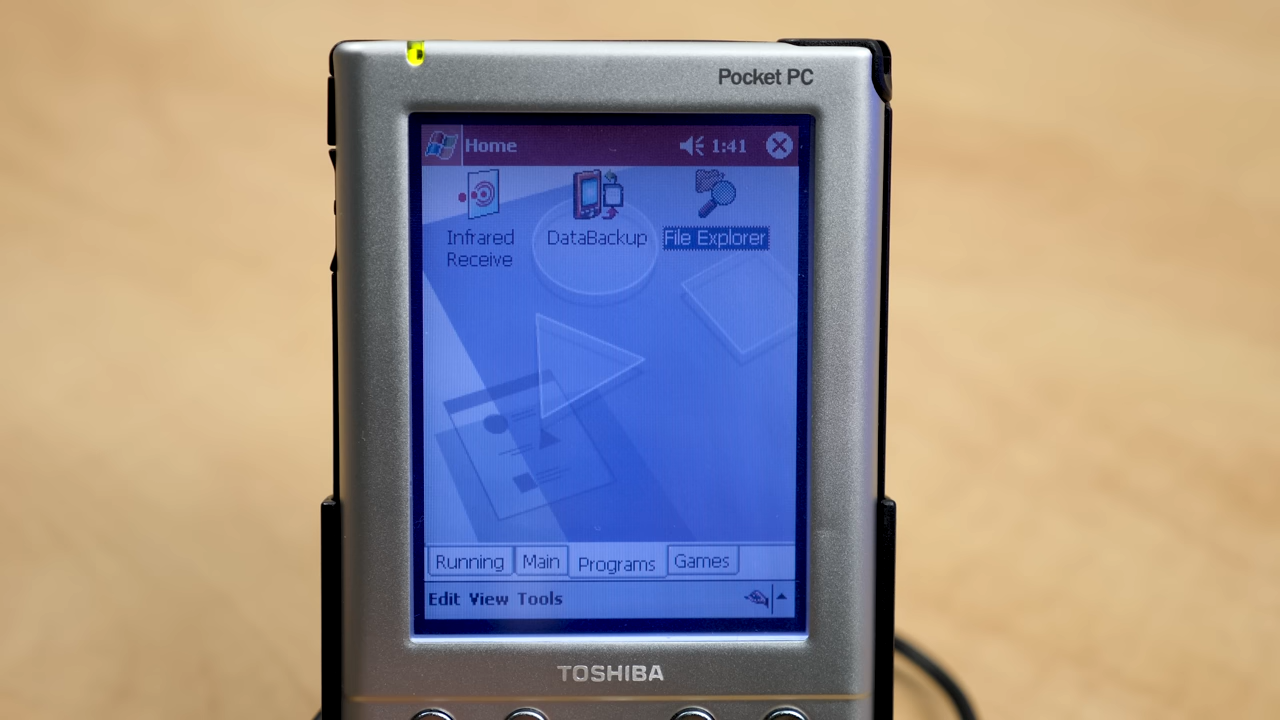 Pocket PC
Home 1:41
Infrared Receive
DataBackup
File Explorer
Running Main Programs Games
Edit View Tools
TOSHIBA